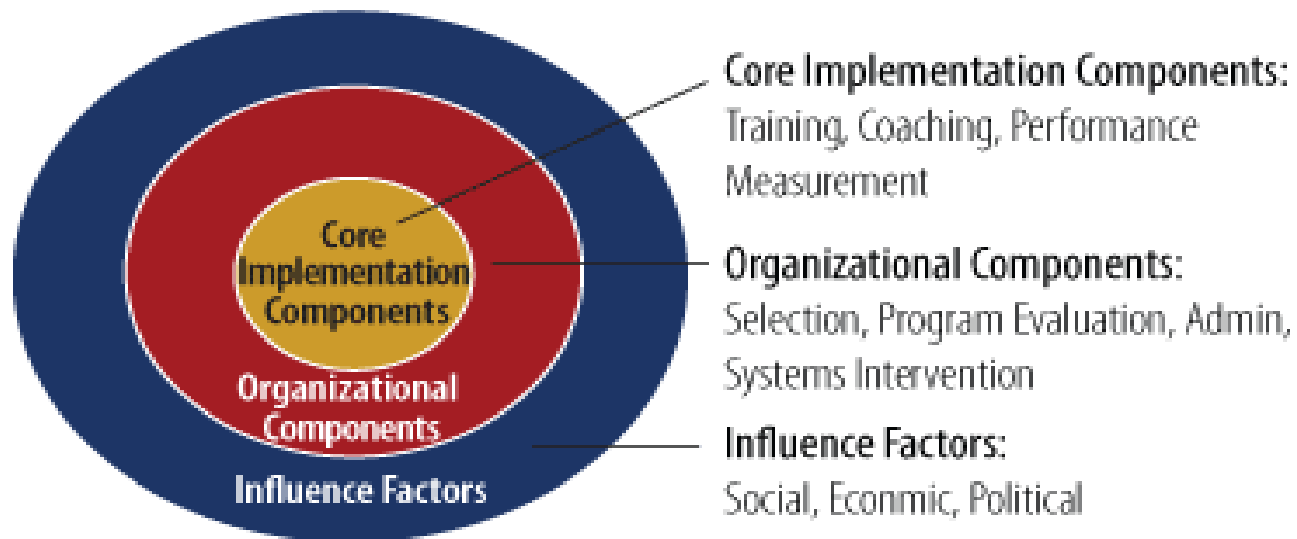 Core
Implementation
Components
Organizational
Components
Influence Factors
Core Implementation Components:
Training, Coaching, Performance
Measurement
Organizational Components:
Selection, Program Evaluation, Admin,
Systems Intervention
Influence Factors:
Social, Econmic, Political